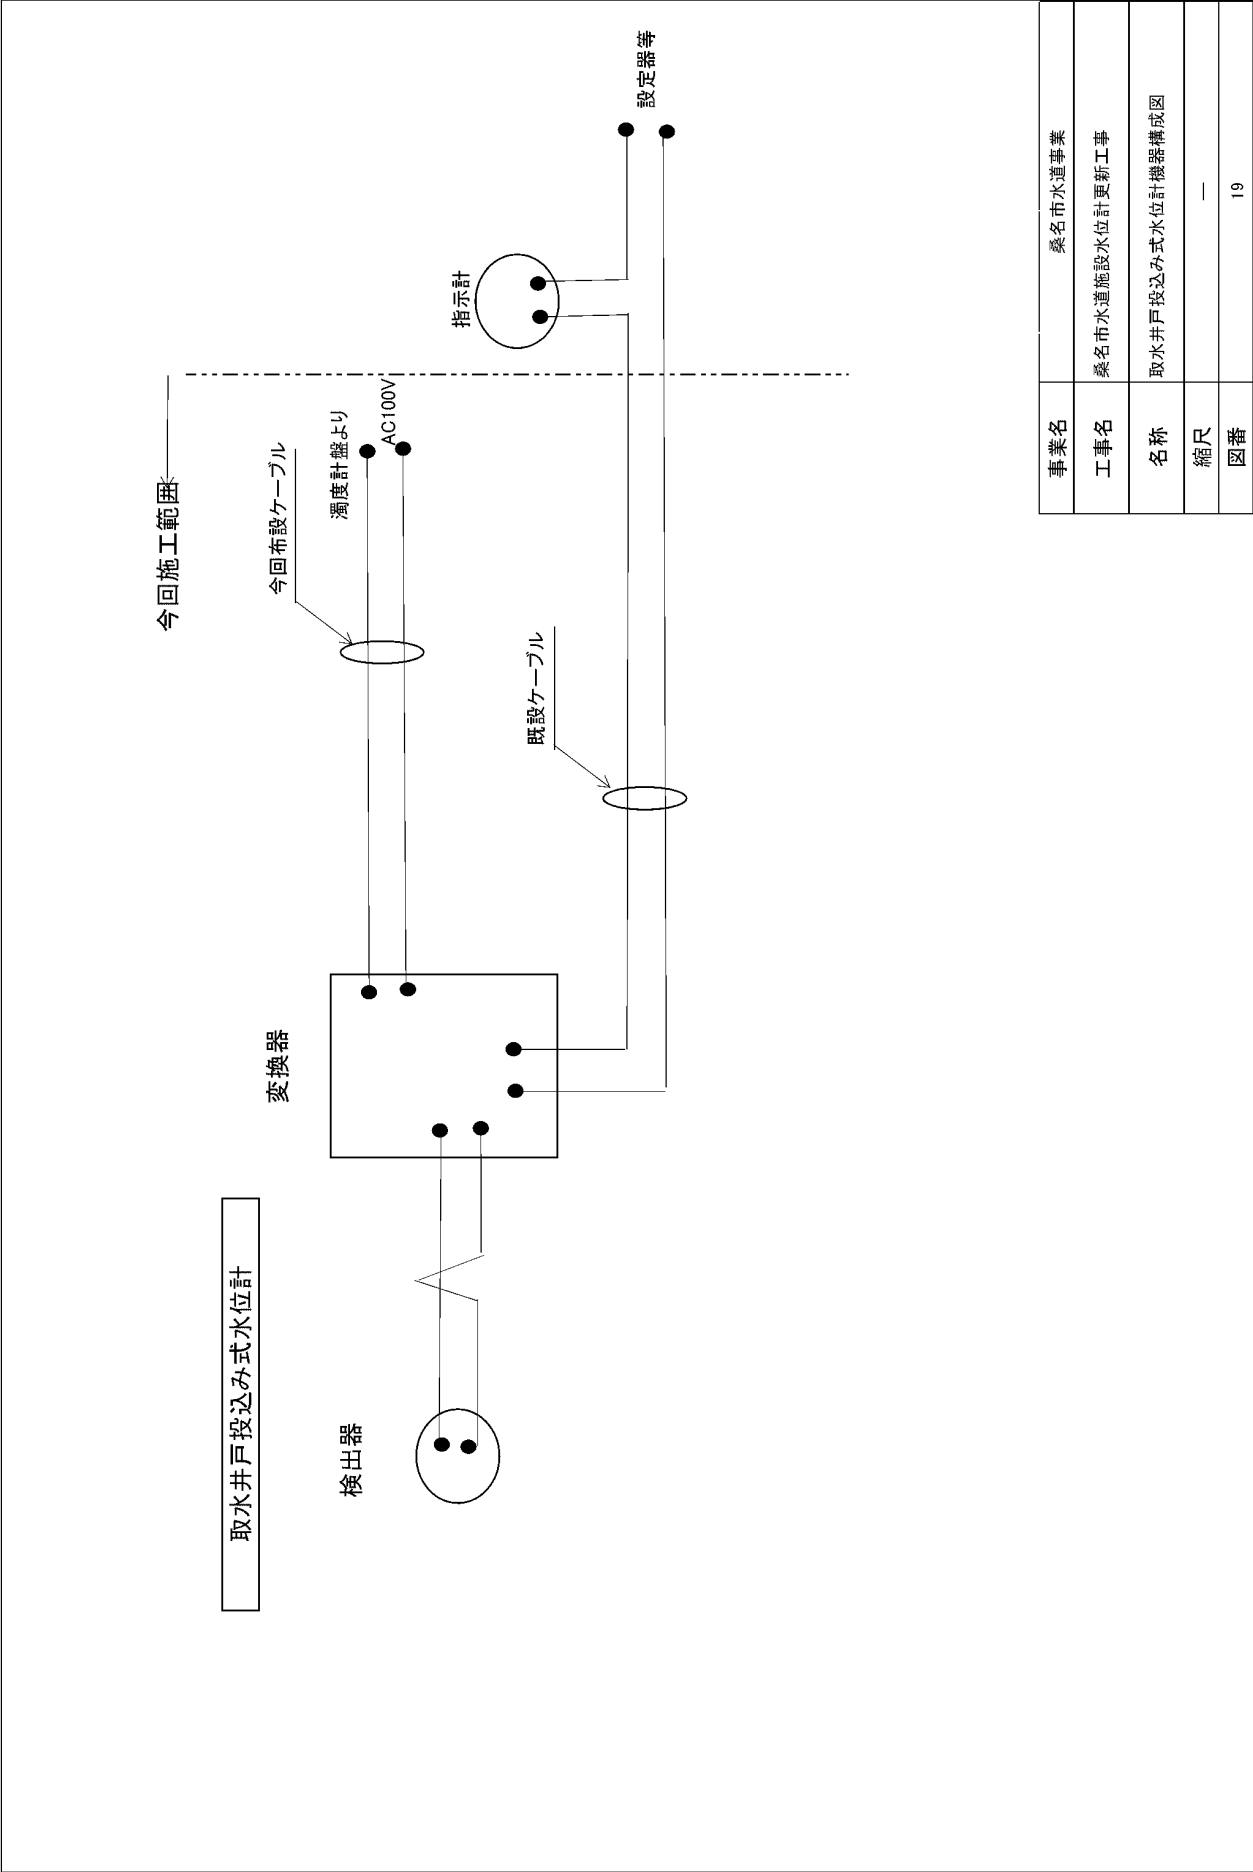 今回施工範囲
取水井戸投込み式水位計
変換器
今回布設ケーブル
濁度計盤より
AC100V
検出器
指示計
既設ケーブル
設定器等
事業名 桑名市水道事業
工事名 桑名市水道施設水位計更新工事
名称 取水井戸投込み式水位計機器構成図
縮尺 ―
図番 19